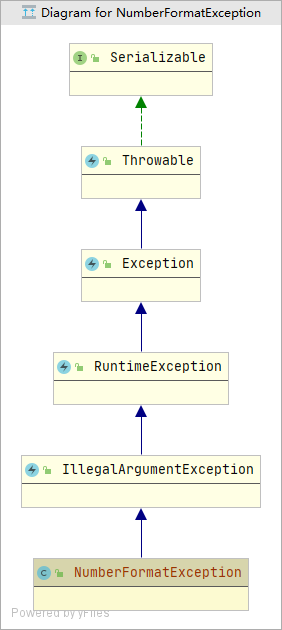 Diagram for NumberFormatException
I Serializable
Throwable
Exception
RuntimeException
IllegalArgumentException
C NumberFormatException
Powered by yFiles